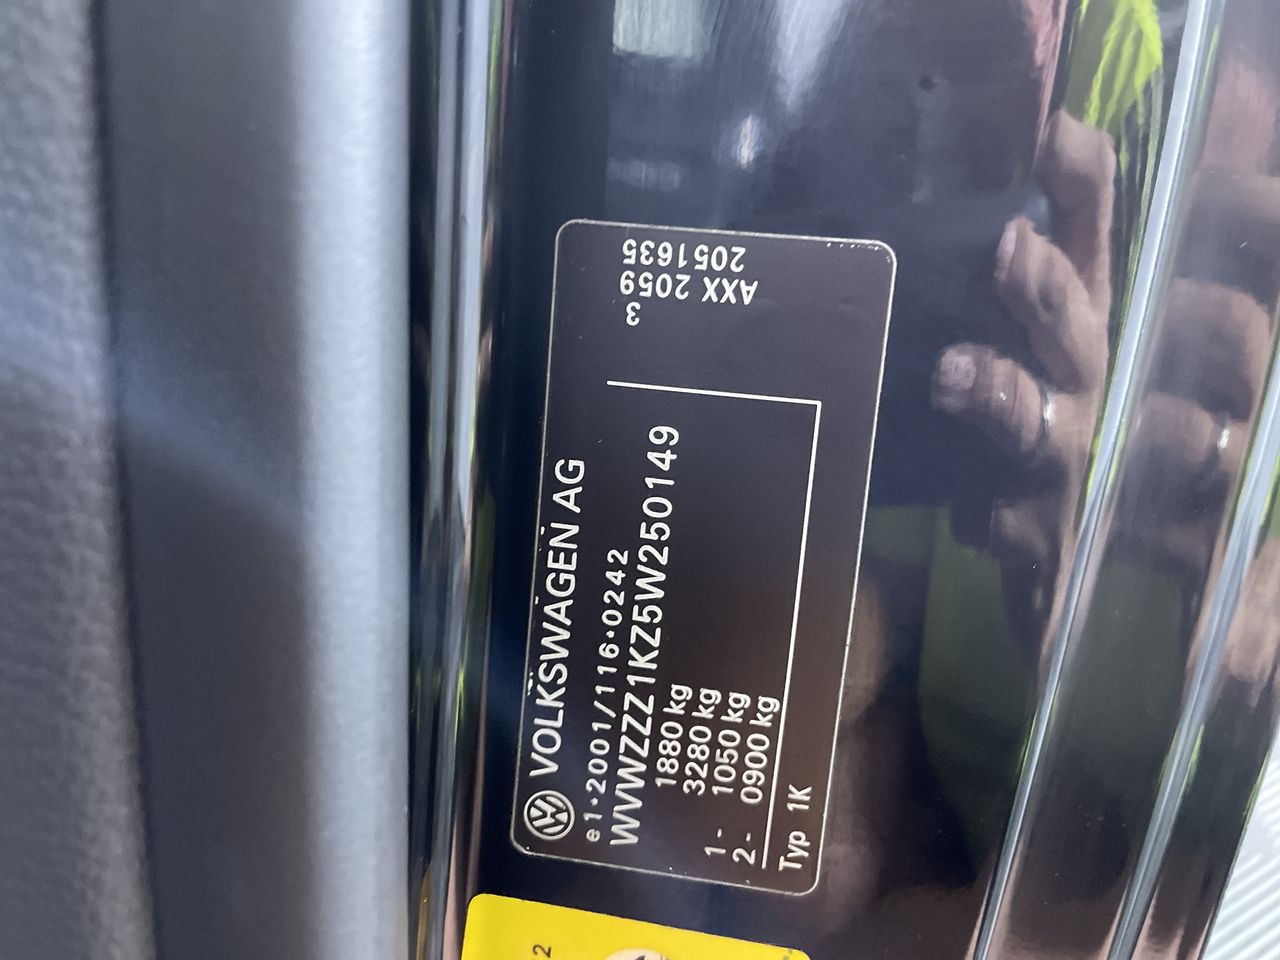 VOLKSWAGEN AG
e1*2001/116*0242
WVWZZZ1KZ5W250149
1880 kg
3280 kg
1- 1050 kg
2- 0900 kg
Typ 1K
3
AXX 2059
2051635
2